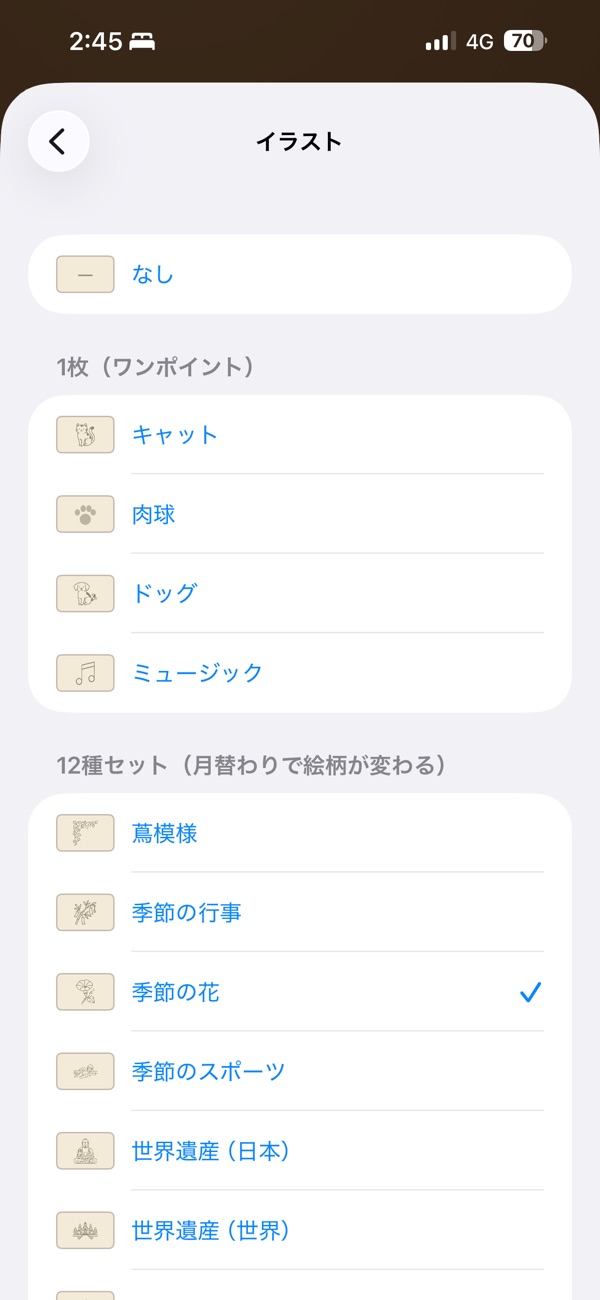 2:45
4G
70
イラスト
なし
1枚（ワンポイント）
キャット
肉球
ドッグ
ミュージック
12種セット（月替わりで絵柄が変わる）
蔦模様
季節の行事
季節の花
季節のスポーツ
世界遺産（日本）
世界遺産（世界）